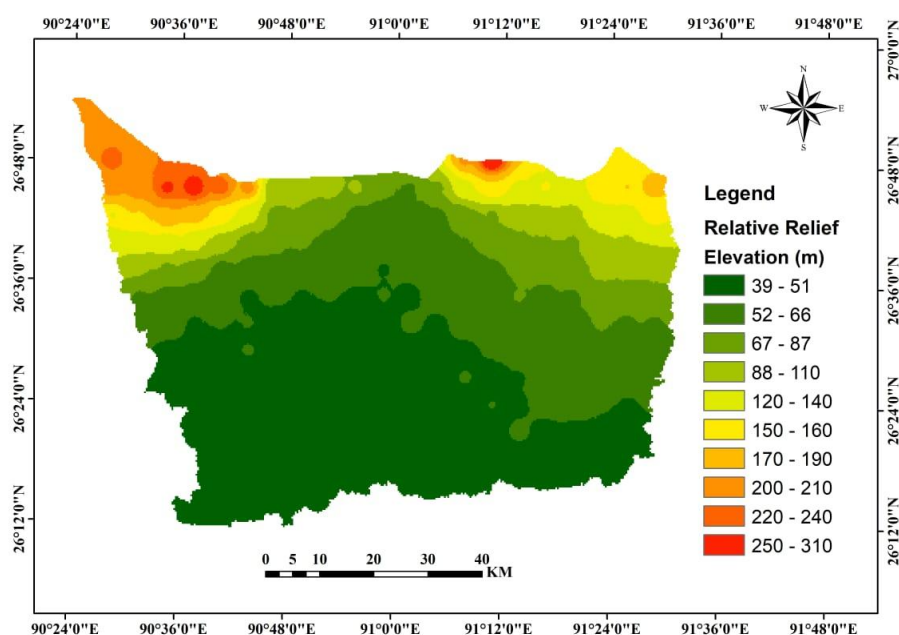 90°24'0"E 90°36'0"E 90°48'0"E 91°0'0"E 91°12'0"E 91°24'0"E 91°36'0"E 91°48'0"E
27°0'0"N
26°48'0"N
26°36'0"N
26°24'0"N
26°12'0"N
N
W E
S
26°48'0"N
26°36'0"N
26°24'0"N
26°12'0"N
Legend
Relative Relief
Elevation (m)
39 - 51
52 - 66
67 - 87
88 - 110
120 - 140
150 - 160
170 - 190
200 - 210
220 - 240
250 - 310
0 5 10 20 30 40
KM
90°24'0"E 90°36'0"E 90°48'0"E 91°0'0"E 91°12'0"E 91°24'0"E 91°36'0"E 91°48'0"E